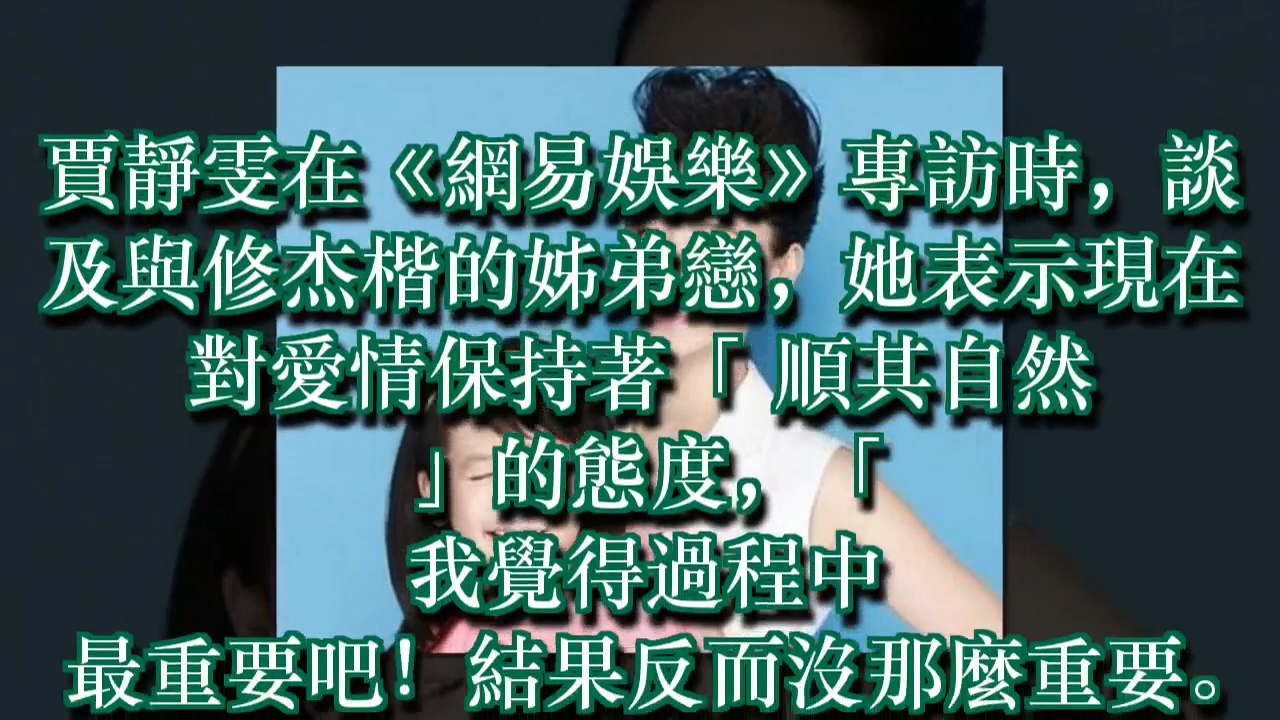 賈靜雯在《網易娛樂》專訪時，談
及與修杰楷的姊弟戀，她表示現在
對愛情保持著「 順其自然
」的態度， 「
我覺得過程中
最重要吧！結果反而沒那麼重要。